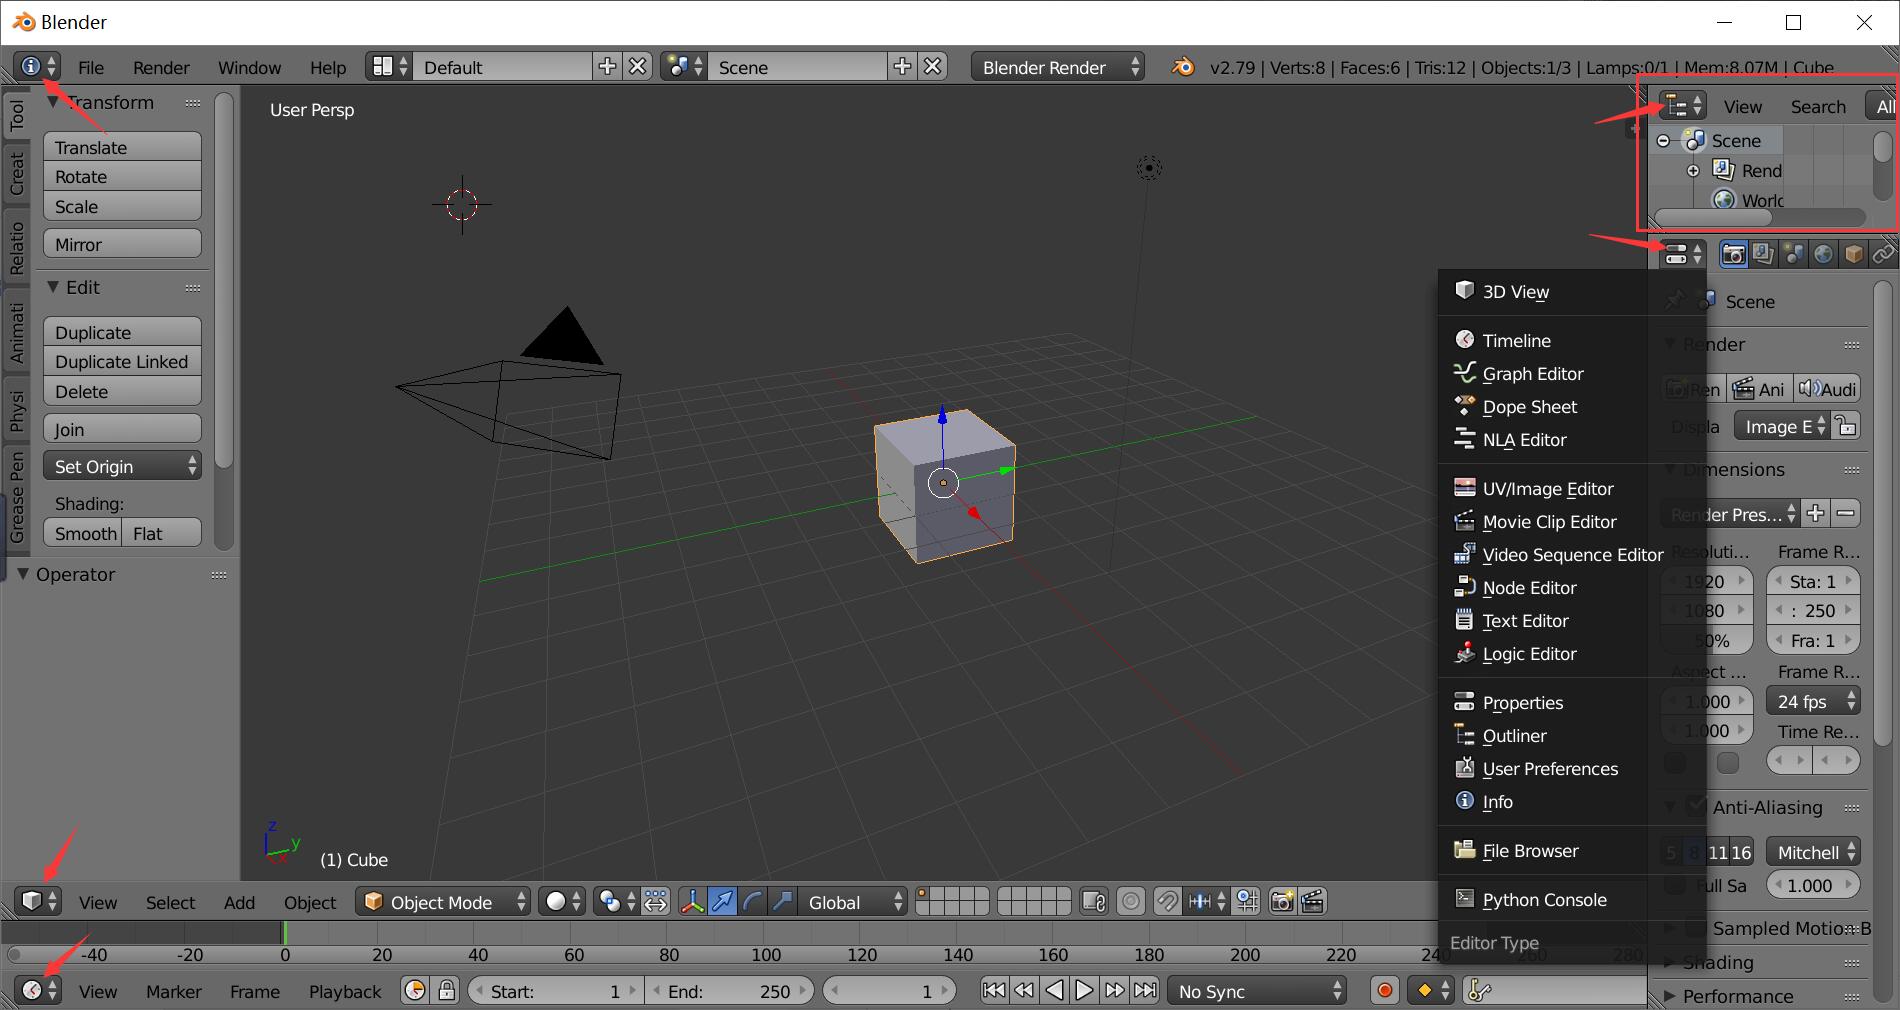 Blender
File Render Window Help Default Scene Blender Render v2.79 | Verts:8 | Faces:6 | Tris:12 | Objects:1/3 | Lamps:0/1 | Mem:8.07M | Cube
Tool
Creat
Relatio
Animati
Physi
Grease Pen
Transform
Translate
Rotate
Scale
Mirror
Edit
Duplicate
Duplicate Linked
Delete
Join
Set Origin
Shading:
Smooth Flat
Operator
User Persp
z
y
x
(1) Cube
View Search All
Scene
Rend
World
3D View
Timeline
Graph Editor
Dope Sheet
NLA Editor
UV/Image Editor
Movie Clip Editor
Video Sequence Editor
Node Editor
Text Editor
Logic Editor
Properties
Outliner
User Preferences
Info
File Browser
Python Console
Editor Type
Scene
Render
Ren Ani Audi
Displa Image E
Dimensions
Render Pres...
Resoluti... Frame R...
1920 Sta: 1
1080 : 250
50% Fra: 1
Aspect ... Frame R...
1.000 24 fps
1.000 Time Re...
Anti-Aliasing
5 8 11 16 Mitchell
Full Sa 1.000
Sampled Motion B
Shading
Performance
View Select Add Object Object Mode Global
-40 -20 0 20 40 60 80 100 120 140 160 180 200 220 240 260 280
View Marker Frame Playback Start: 1 End: 250 1 No Sync